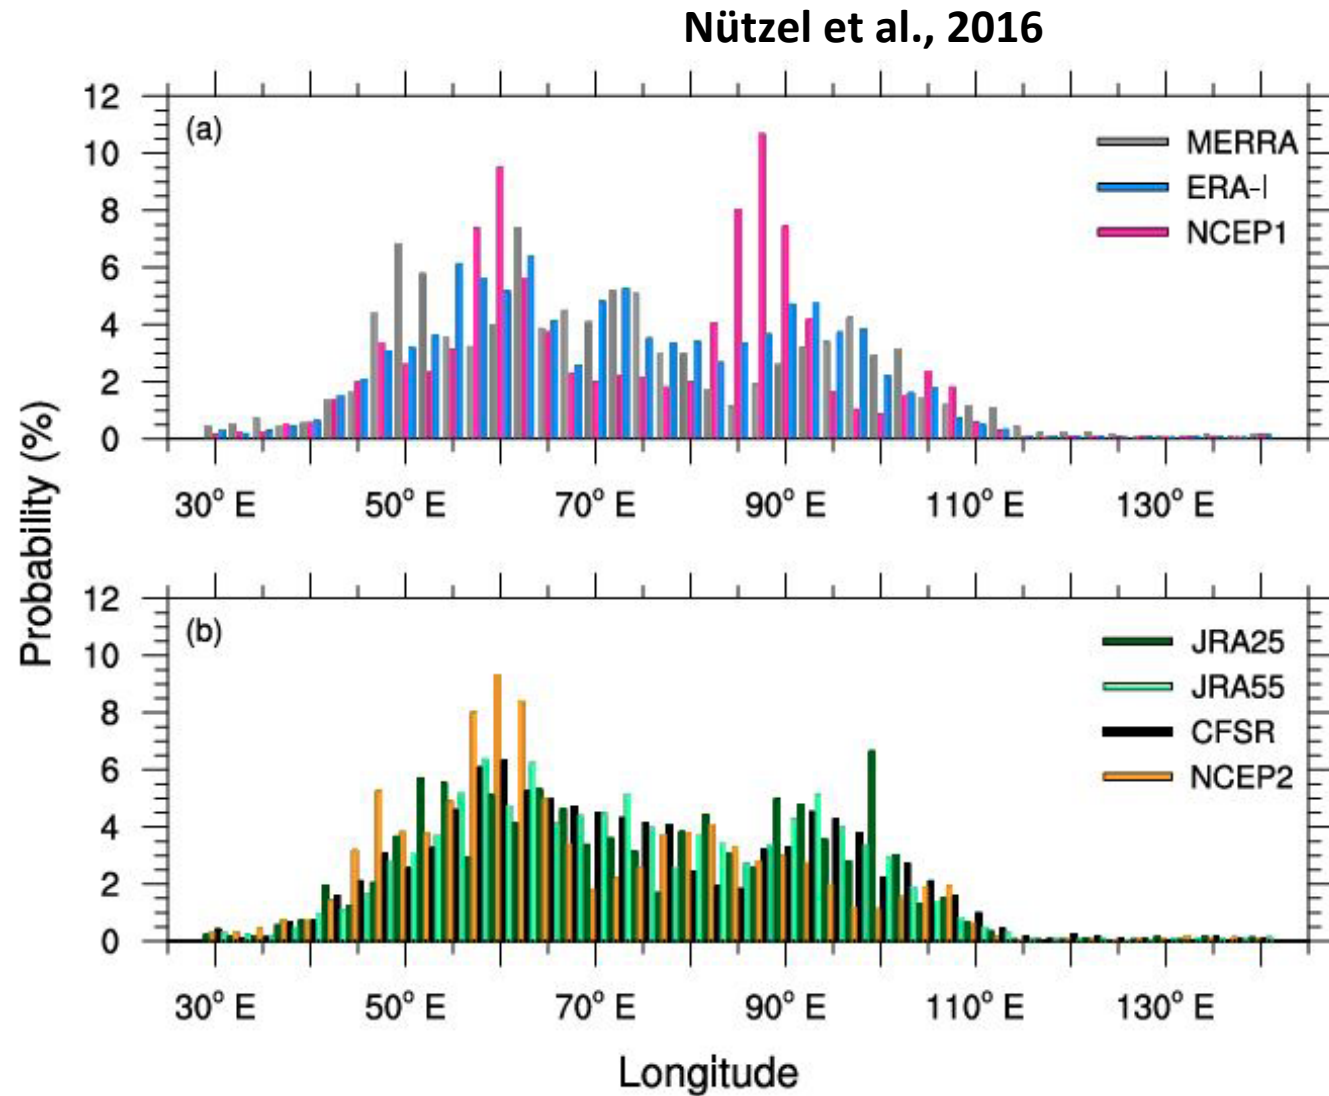 Nützel et al., 2016
(a)
MERRA
ERA-I
NCEP1
12
10
8
6
4
2
0
30° E 50° E 70° E 90° E 110° E 130° E
Probability (%)
(b)
JRA25
JRA55
CFSR
NCEP2
12
10
8
6
4
2
0
30° E 50° E 70° E 90° E 110° E 130° E
Longitude